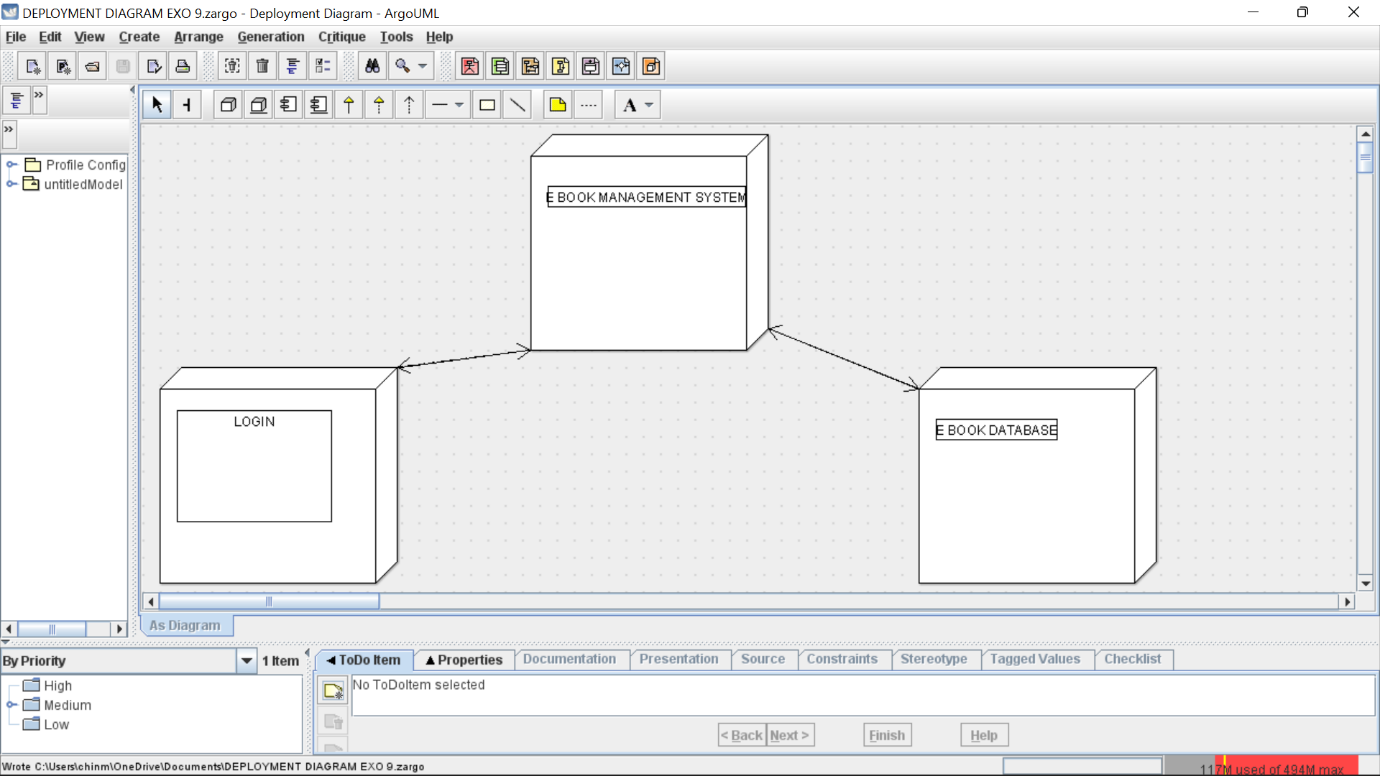 DEPLOYMENT DIAGRAM EXO 9.zargo - Deployment Diagram - ArgoUML
File Edit View Create Arrange Generation Critique Tools Help
»
»
A
Profile Config
untitledModel
E BOOK MANAGEMENT SYSTEM
LOGIN
E BOOK DATABASE
As Diagram
By Priority 1 Item
High
Medium
Low
ToDo Item Properties Documentation Presentation Source Constraints Stereotype Tagged Values Checklist
No ToDoItem selected
< Back Next > Finish Help
Wrote C:\Users\chinm\OneDrive\Documents\DEPLOYMENT DIAGRAM EXO 9.zargo
117M used of 494M max